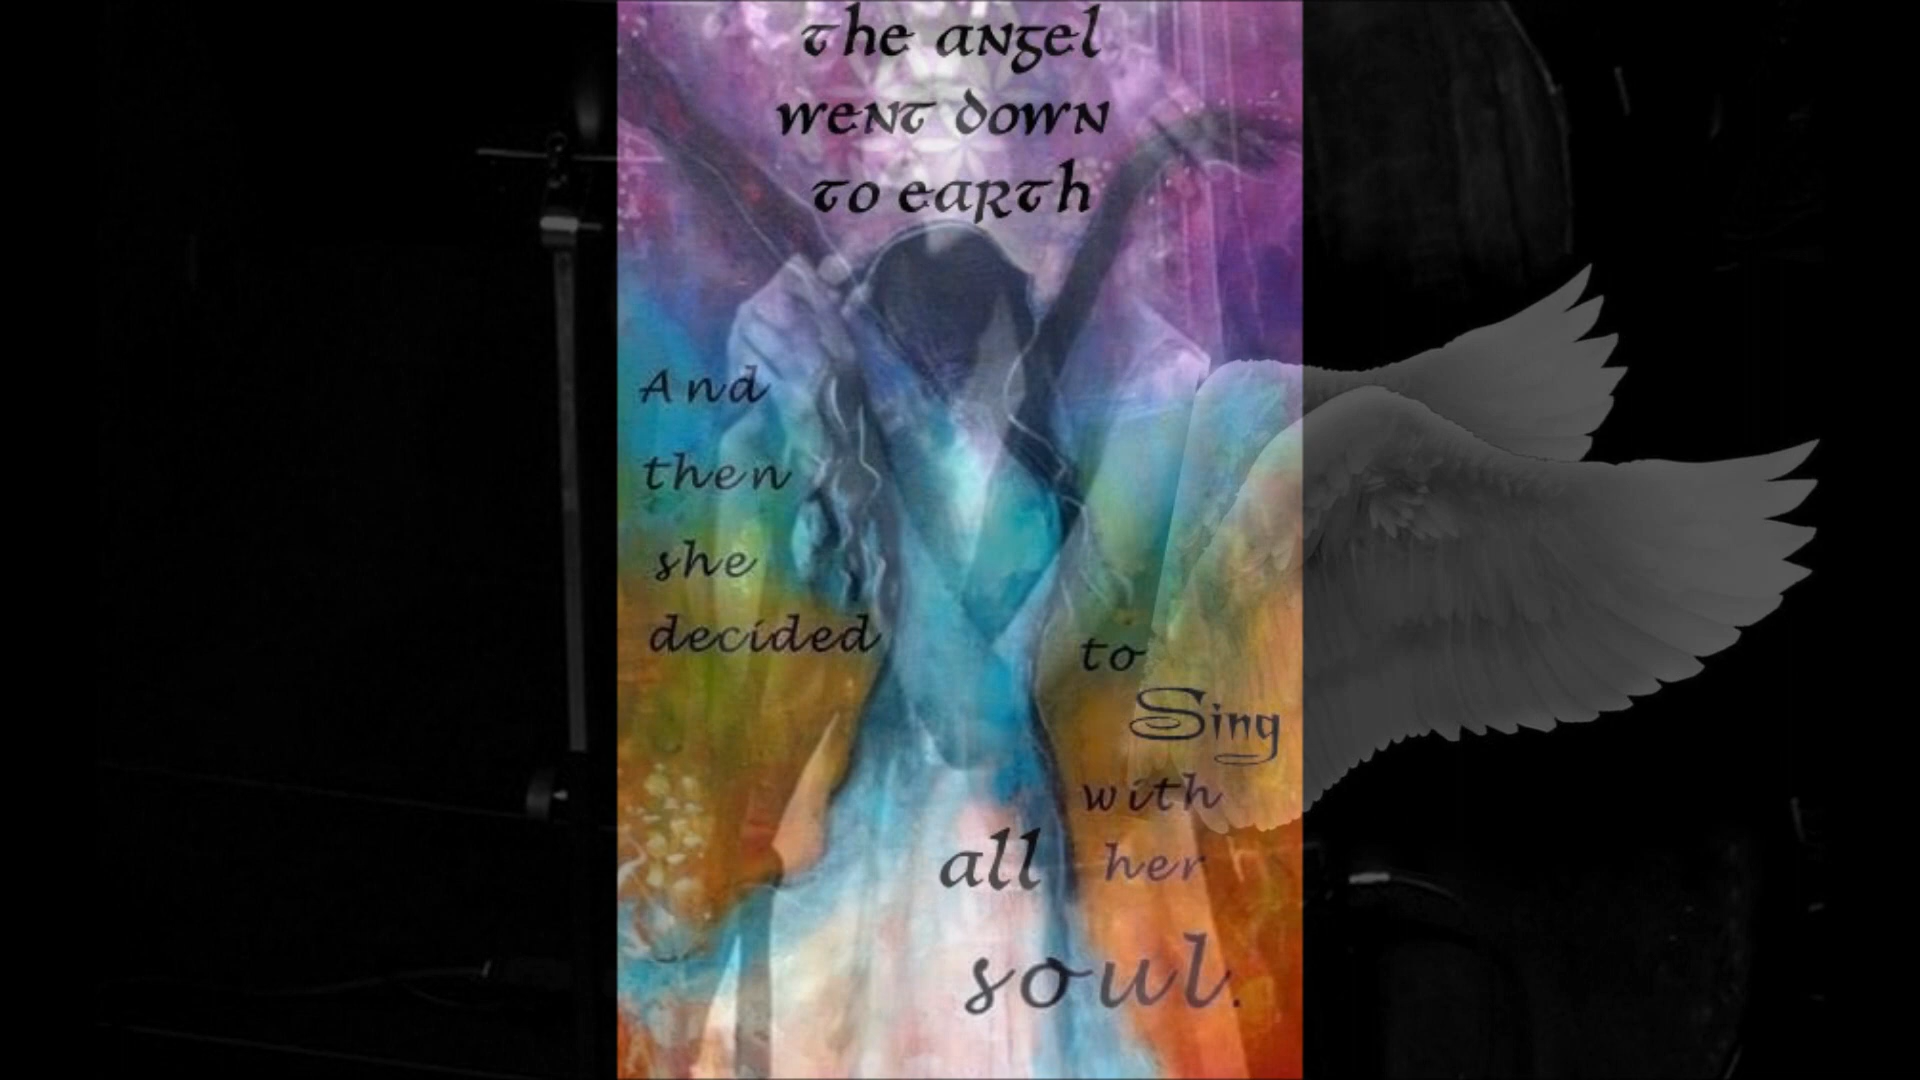 The angel
went down
to earth
And
then
she
decided
to
Sing
with
all her
soul.